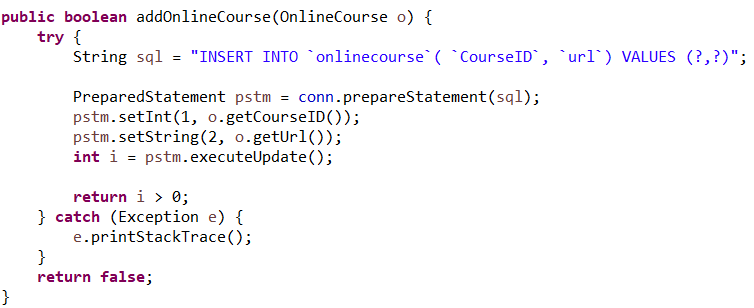 public boolean addOnlineCourse(OnlineCourse o) {
    try {
        String sql = "INSERT INTO `onlinecourse`( `CourseID`, `url`) VALUES (?,?)";

        PreparedStatement pstm = conn.prepareStatement(sql);
        pstm.setInt(1, o.getCourseID());
        pstm.setString(2, o.getUrl());
        int i = pstm.executeUpdate();

        return i > 0;
    } catch (Exception e) {
        e.printStackTrace();
    }
    return false;
}